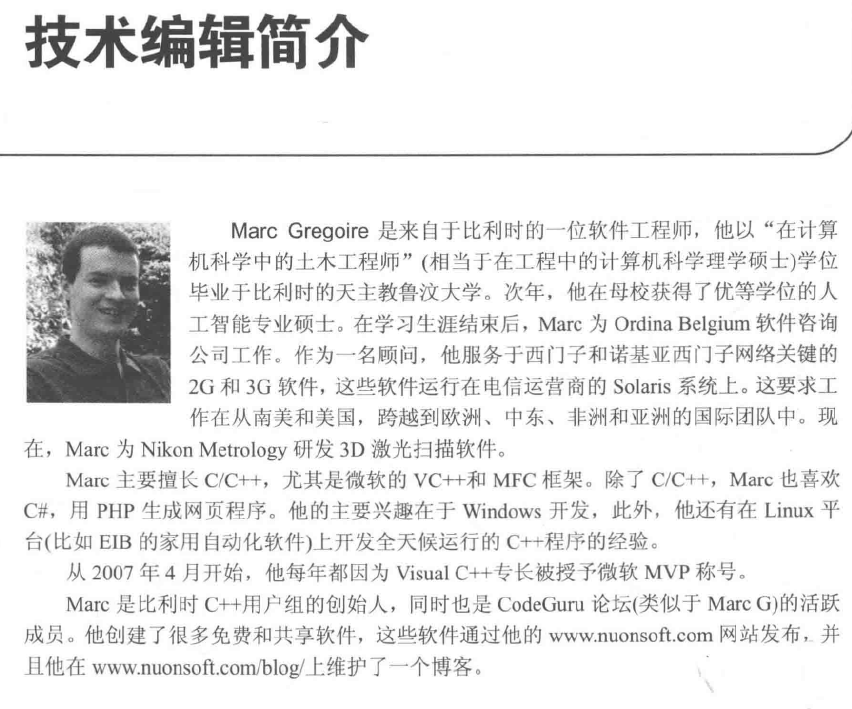 技术编辑简介
Marc Gregoire 是来自于比利时的一位软件工程师，他以“在计算
机科学中的土木工程师”(相当于在工程中的计算机科学理学硕士)学位
毕业于比利时的天主教鲁汶大学。次年，他在母校获得了优等学位的人
工智能专业硕士。在学习生涯结束后，Marc 为 Ordina Belgium 软件咨询
公司工作。作为一名顾问，他服务于西门子和诺基亚西门子网络关键的
2G 和 3G 软件，这些软件运行在电信运营商的 Solaris 系统上。这要求工
作在从南美和美国，跨越到欧洲、中东、非洲和亚洲的国际团队中。现
在，Marc 为 Nikon Metrology 研发 3D 激光扫描软件。
Marc 主要擅长 C/C++，尤其是微软的 VC++和 MFC 框架。除了 C/C++，Marc 也喜欢
C#，用 PHP 生成网页程序。他的主要兴趣在于 Windows 开发，此外，他还有在 Linux 平
台(比如 EIB 的家用自动化软件)上开发全天候运行的 C++程序的经验。
从 2007 年 4 月开始，他每年都因为 Visual C++专长被授予微软 MVP 称号。
Marc 是比利时 C++用户组的创始人，同时也是 CodeGuru 论坛(类似于 Marc G)的活跃
成员。他创建了很多免费和共享软件，这些软件通过他的 www.nuonsoft.com 网站发布，并
且他在 www.nuonsoft.com/blog/上维护了一个博客。